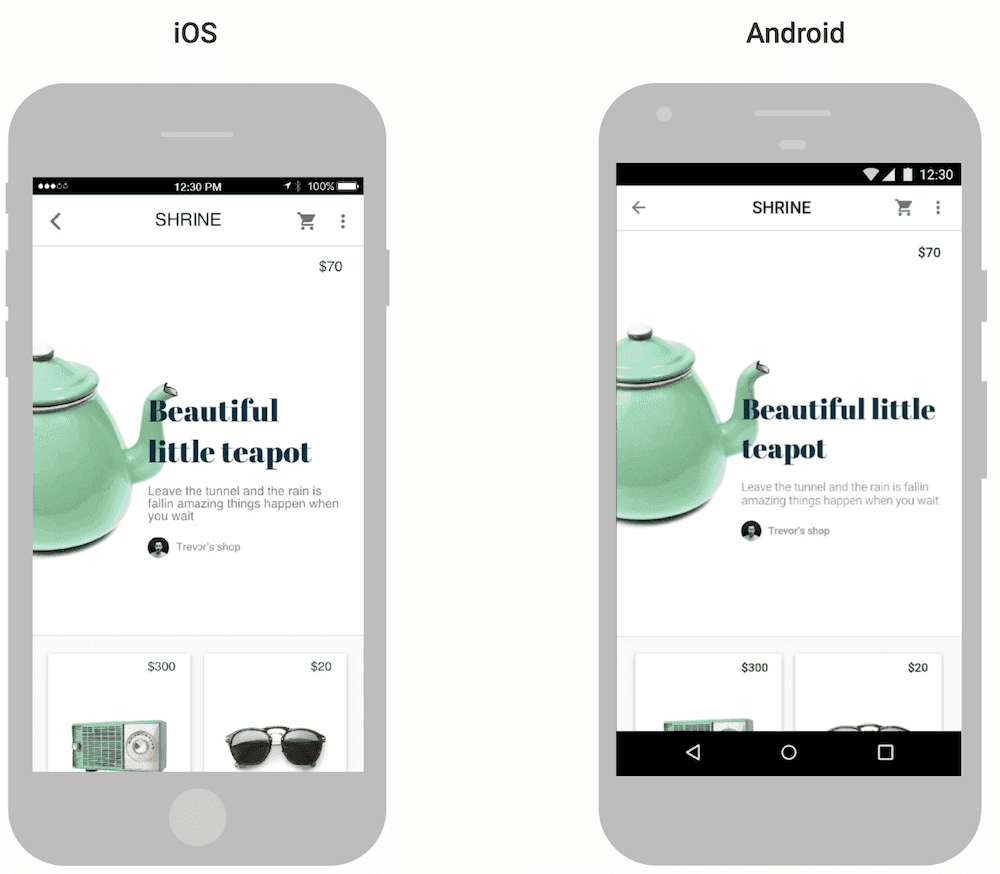 iOS
12:30 PM
100%
SHRINE
$70
Beautiful
little teapot
Leave the tunnel and the rain is
fallin amazing things happen when
you wait
Trevor's shop
$300
$20
Android
12:30
SHRINE
$70
Beautiful little
teapot
Leave the tunnel and the rain is fallin
amazing things happen when you wait
Trevor's shop
$300
$20